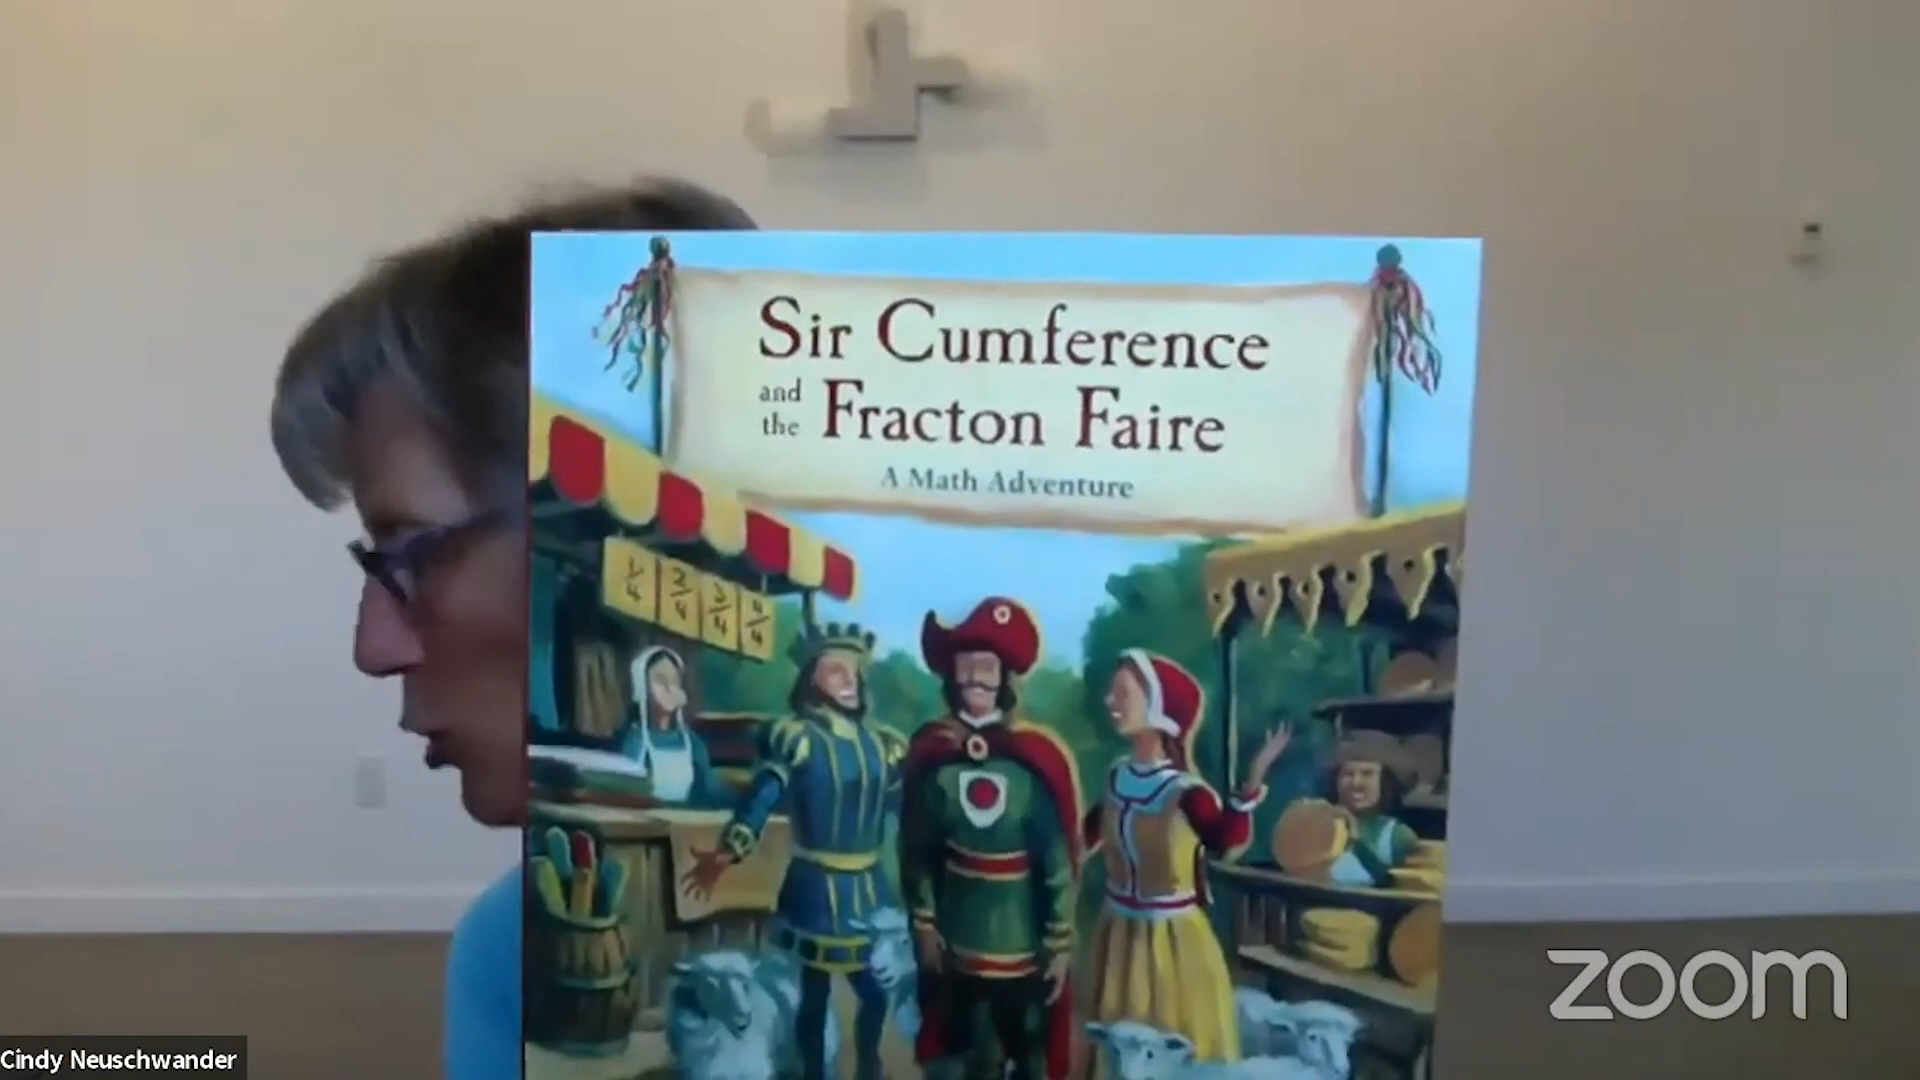 Sir Cumference
and the Fracton Faire
A Math Adventure
1/4 2/4 3/4 4/4
zoom
Cindy Neuschwander